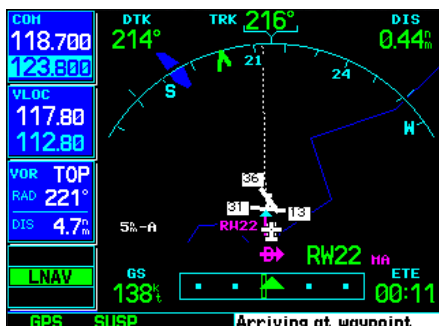 COM
118.700
123.800
VLOC
117.80
112.80
VOR TOP
RAD 221°
DIS 4.7nm
LNAV
DTK
214°
TRK 216°
DIS
0.44nm
S
21
24
W
36
31
13
RW22
5nm-A
RW22 MA
GS
138kt
ETE
00:11
GPS SUSP Arriving at waypoint